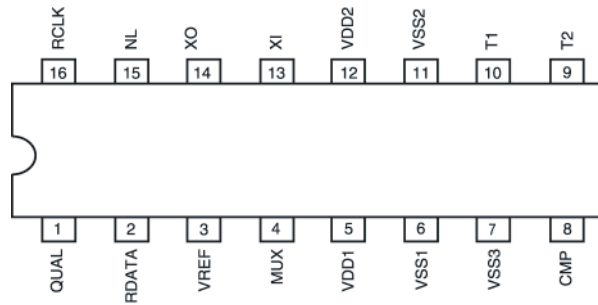 RCLK NL XO XI VDD2 VSS2 T1 T2
16 15 14 13 12 11 10 9
1 2 3 4 5 6 7 8
QUAL RDATA VREF MUX VDD1 VSS1 VSS3 CMP